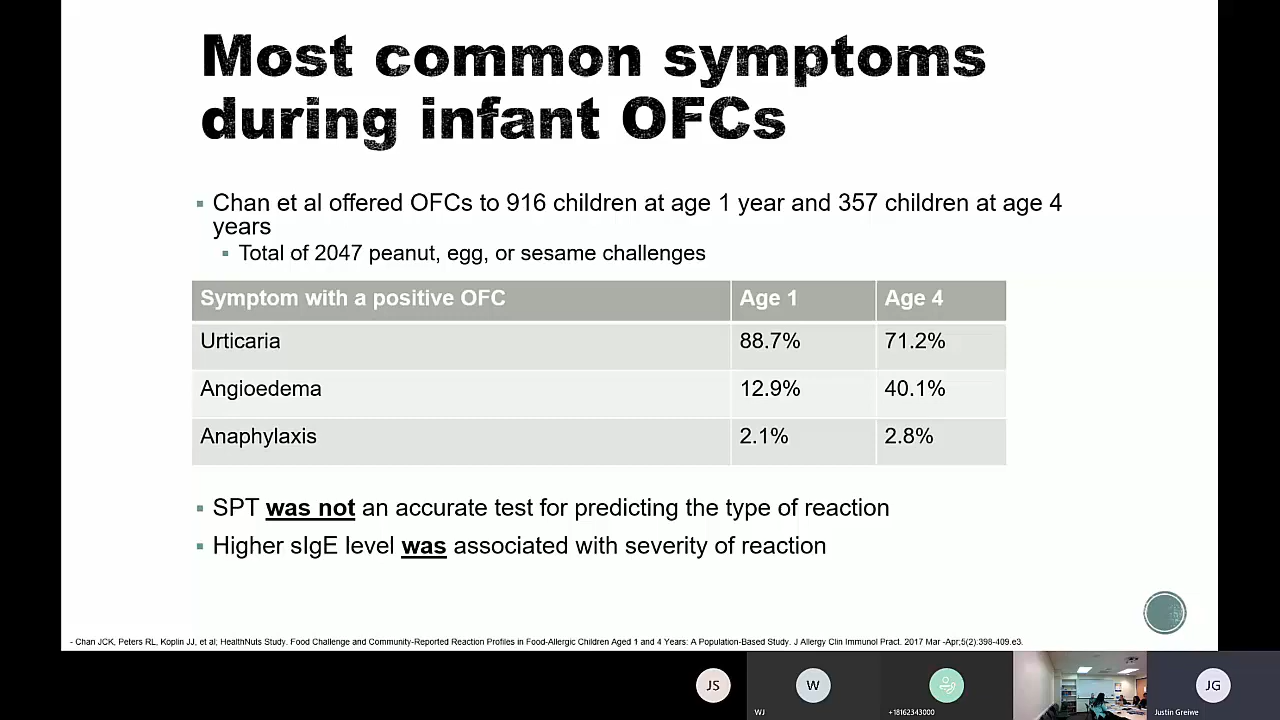 Most common symptoms
during infant OFCs
Chan et al offered OFCs to 916 children at age 1 year and 357 children at age 4
years
Total of 2047 peanut, egg, or sesame challenges
Symptom with a positive OFC Age 1 Age 4
Urticaria 88.7% 71.2%
Angioedema 12.9% 40.1%
Anaphylaxis 2.1% 2.8%
SPT was not an accurate test for predicting the type of reaction
Higher sIgE level was associated with severity of reaction
- Chan JCK, Peters RL, Koplin JJ, et al; HealthNuts Study. Food Challenge and Community-Reported Reaction Profiles in Food-Allergic Children Aged 1 and 4 Years: A Population-Based Study. J Allergy Clin Immunol Pract. 2017 Mar -Apr;5(2):398-409.e3.
JS W JG
WJ +18162343000 Justin Greiwe